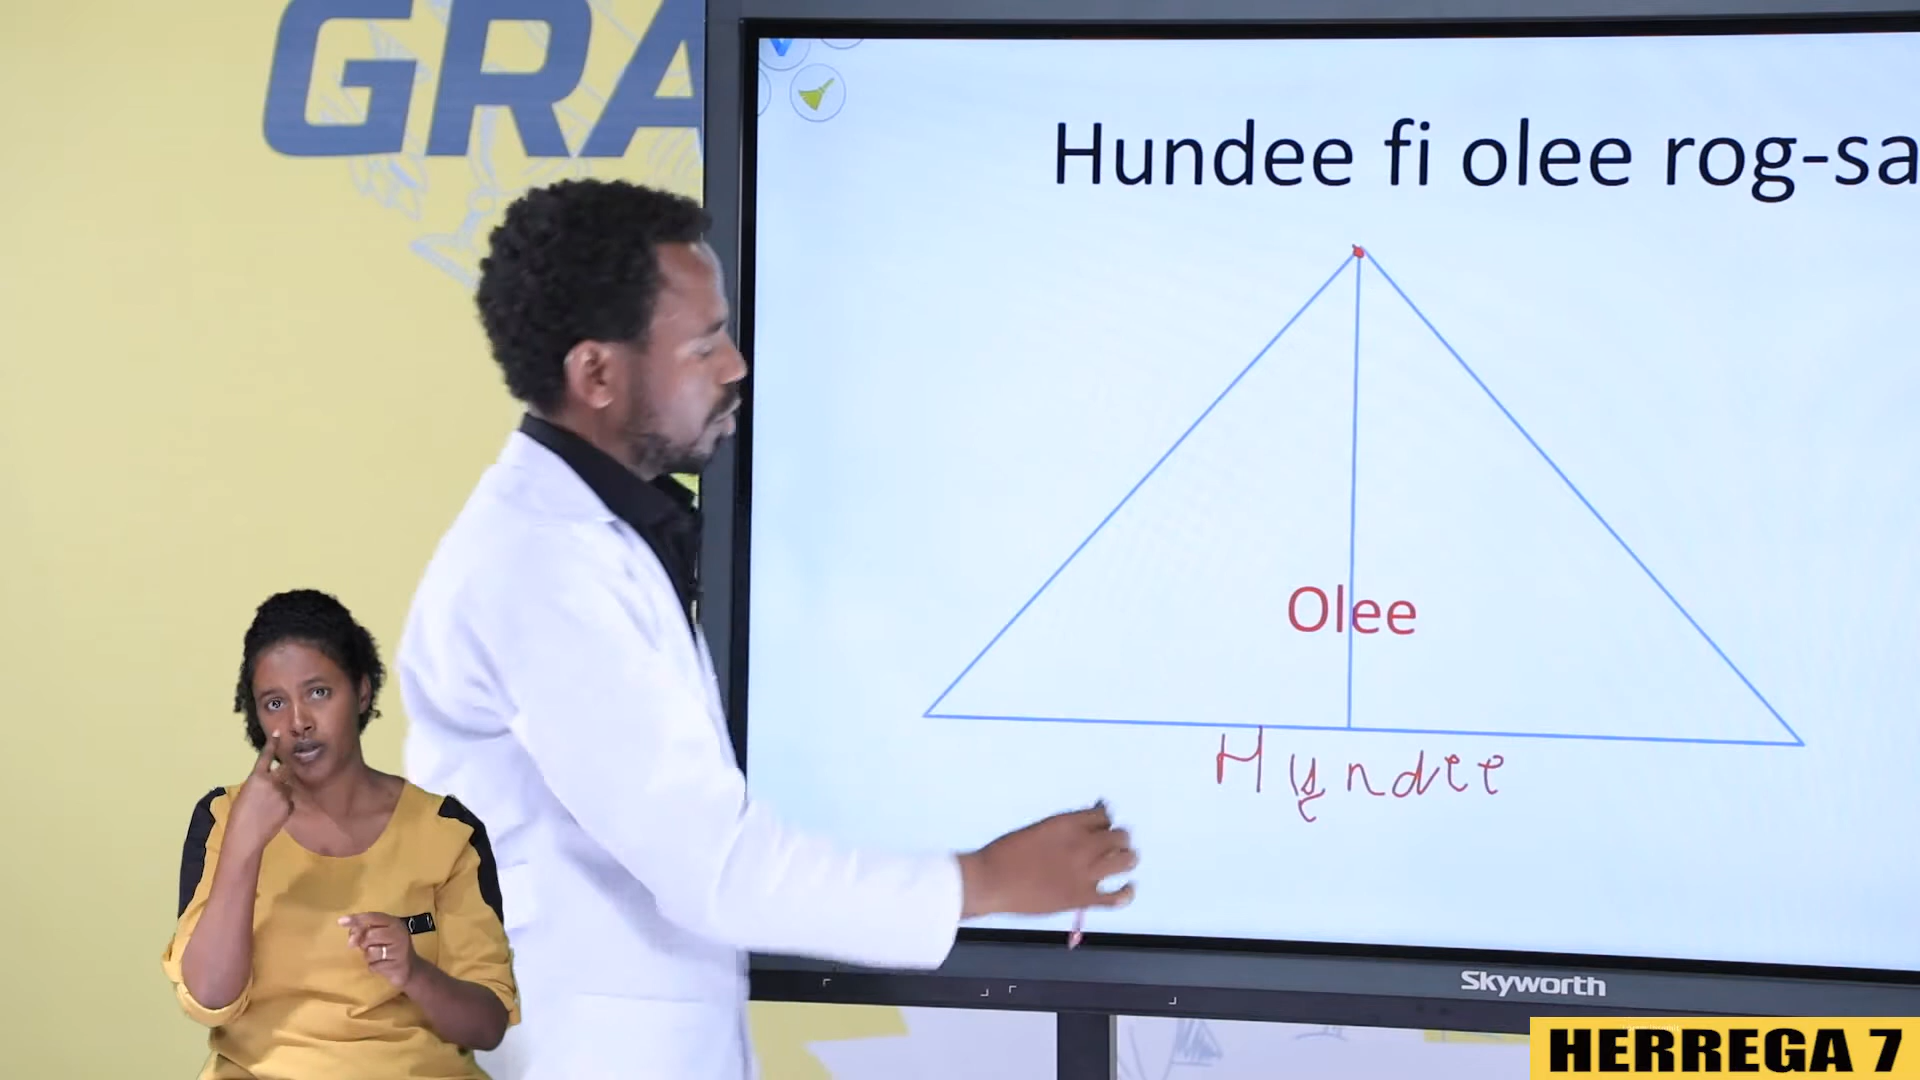 GRA
Hundee fi olee rog-sa
Olee
Hundee
Skyworth
HERREGA 7